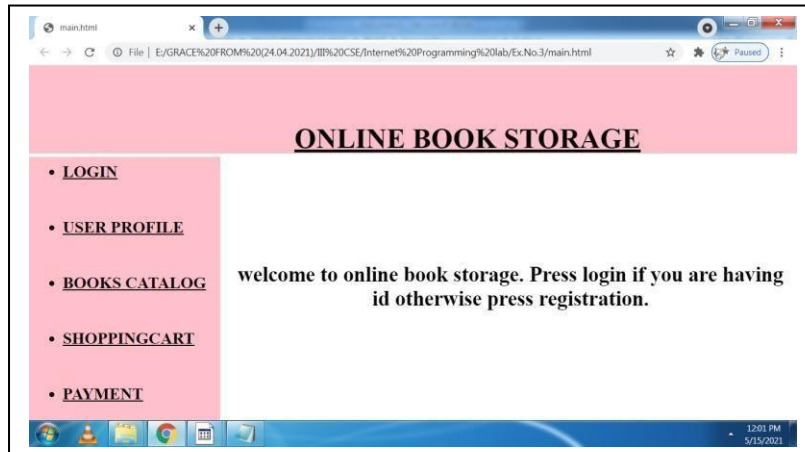 main.html
File | E:/GRACE%20FROM%20(24.04.2021)/III%20CSE/Internet%20Programming%20lab/Ex.No.3/main.html
Paused
ONLINE BOOK STORAGE
• LOGIN
• USER PROFILE
• BOOKS CATALOG
• SHOPPINGCART
• PAYMENT
welcome to online book storage. Press login if you are having
id otherwise press registration.
12:01 PM
5/15/2021